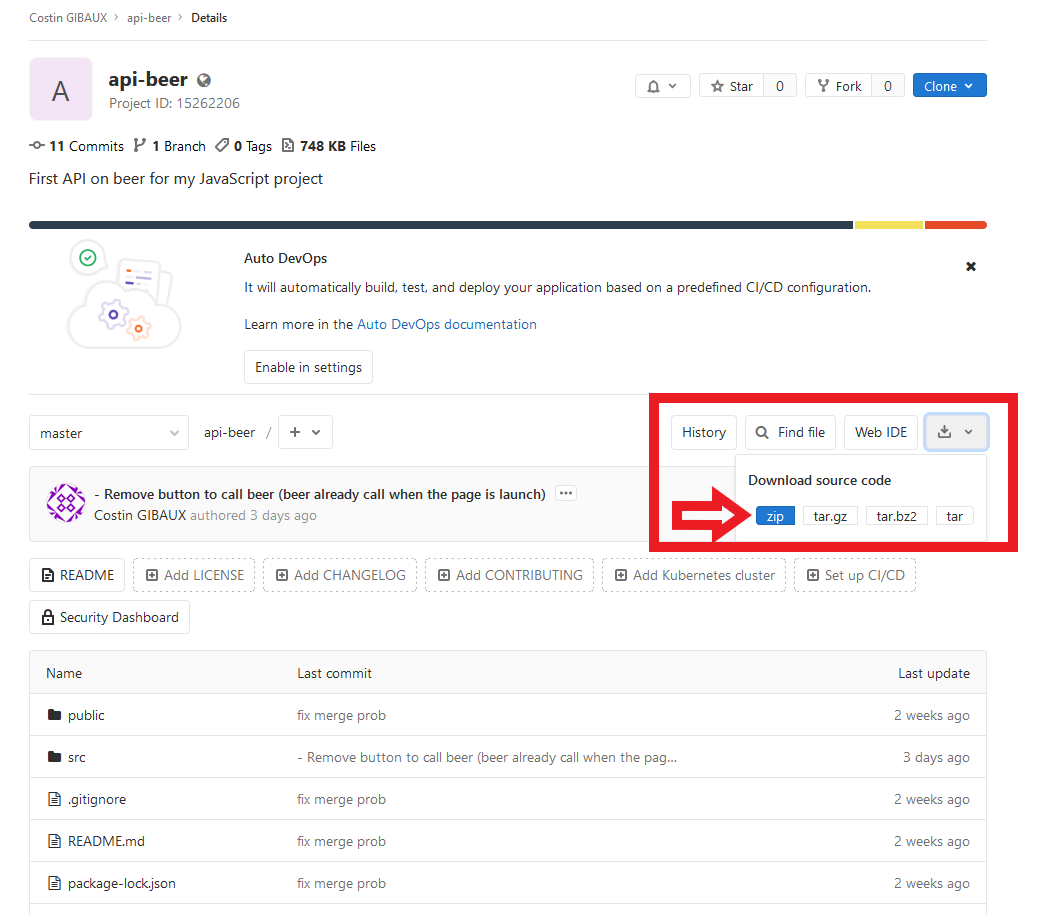 Costin GIBAUX > api-beer > Details
A
api-beer
Project ID: 15262206
Star 0 Fork 0 Clone
11 Commits 1 Branch 0 Tags 748 KB Files
First API on beer for my JavaScript project
Auto DevOps
It will automatically build, test, and deploy your application based on a predefined CI/CD configuration.
Learn more in the Auto DevOps documentation
Enable in settings
master api-beer / + History Find file Web IDE
Download source code
zip tar.gz tar.bz2 tar
- Remove button to call beer (beer already call when the page is launch) ...
Costin GIBAUX authored 3 days ago
README Add LICENSE Add CHANGELOG Add CONTRIBUTING Add Kubernetes cluster Set up CI/CD
Security Dashboard
Name Last commit Last update
public fix merge prob 2 weeks ago
src - Remove button to call beer (beer already call when the pag... 3 days ago
.gitignore fix merge prob 2 weeks ago
README.md fix merge prob 2 weeks ago
package-lock.json fix merge prob 2 weeks ago